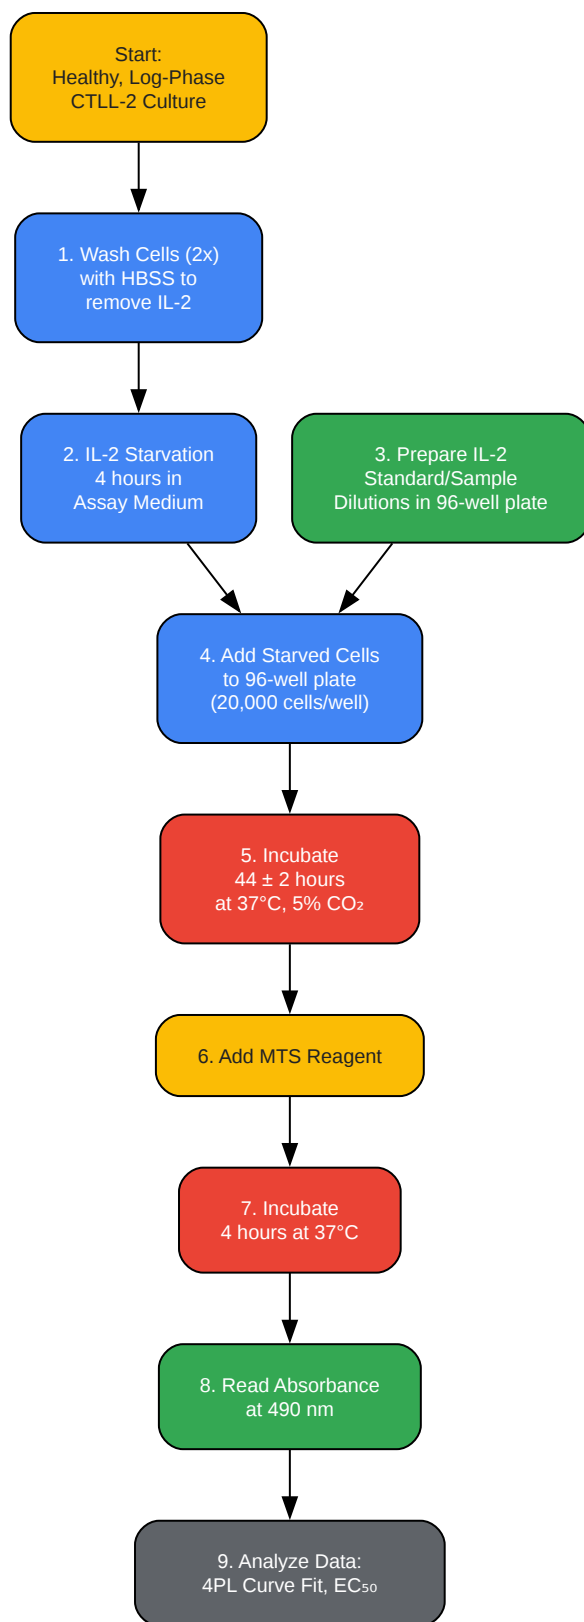 Start:
Healthy, Log-Phase
CTLL-2 Culture
1. Wash Cells (2x)
with HBSS to
remove IL-2
2. IL-2 Starvation
4 hours in
Assay Medium
3. Prepare IL-2
Standard/Sample
Dilutions in 96-well plate
4. Add Starved Cells
to 96-well plate
(20,000 cells/well)
5. Incubate
44 ± 2 hours
at 37°C, 5% CO₂
6. Add MTS Reagent
7. Incubate
4 hours at 37°C
8. Read Absorbance
at 490 nm
9. Analyze Data:
4PL Curve Fit, EC₅₀